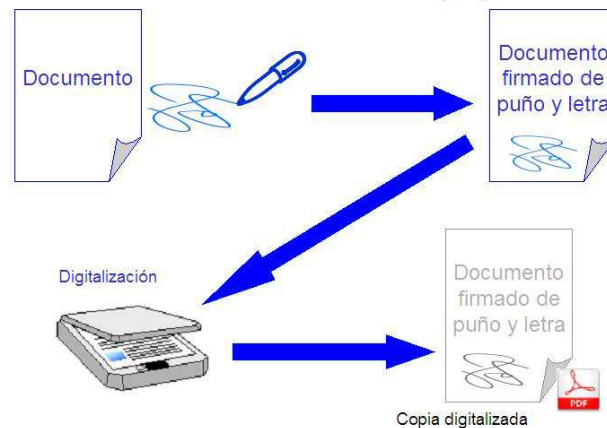 Documento
Documento
firmado de
puño y letra
Digitalización
Documento
firmado de
puño y letra
PDF
Copia digitalizada